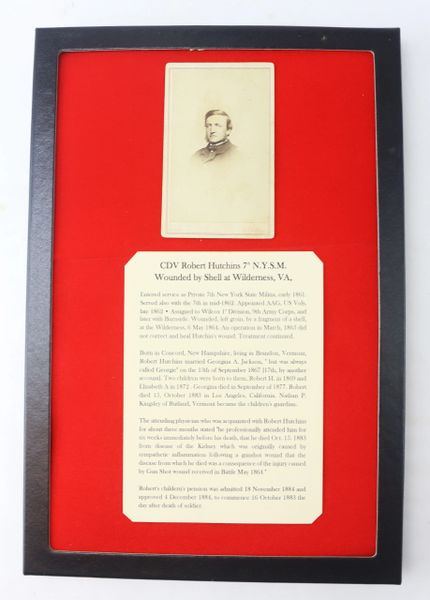 CDV Robert Hutchins 7" N.Y.S.M.
Wounded by Shell at Wilderness, VA,
Entered service as Private 7th New York State Militia, early 1861.
Served also with the 7th in mid-1862. Appointed AAG, US Vols,
late 1862 • Assigned to Wilcox 1" Division, 9th Army Corps, and
later with Burnside. Wounded, left groin, by a fragment of a shell,
at the Wilderness, 6 May 1864. An operation in March, 1865 did
not correct and heal Hutchin's wound. Treatment continued.
Born in Concord, New Hampshire, living in Brandon, Vermont,
Robert Hutchins married Georgina A. Jackson, " but was always
called Georgie" on the 13th of September 1867 [17th, by another
account). Two children were born to them, Robert H. in 1869 and
Elizabeth A in 1872. Georgina died in September of 1877. Robert
died 15, October 1883 in Los Angeles, California. Nathan P.
Kingsley of Rutland, Vermont became the children's guardian.
The attending physician who was acquainted with Robert Hutchins
for about three months stated "he professionally attended him for
six weeks immediately before his death, that he died Oct. 15. 1883
from disease of the Kidney which was originally caused by
sympathetic inflammation following a gunshot wound that the
disease from which he died was a consequence of the injury caused
by Gun Shot wound received in Battle May 1864."
Robert's children's pension was admitted 18 November 1884 and
approved 4 December 1884, to commence 16 October 1883 the
day after death of soldier.